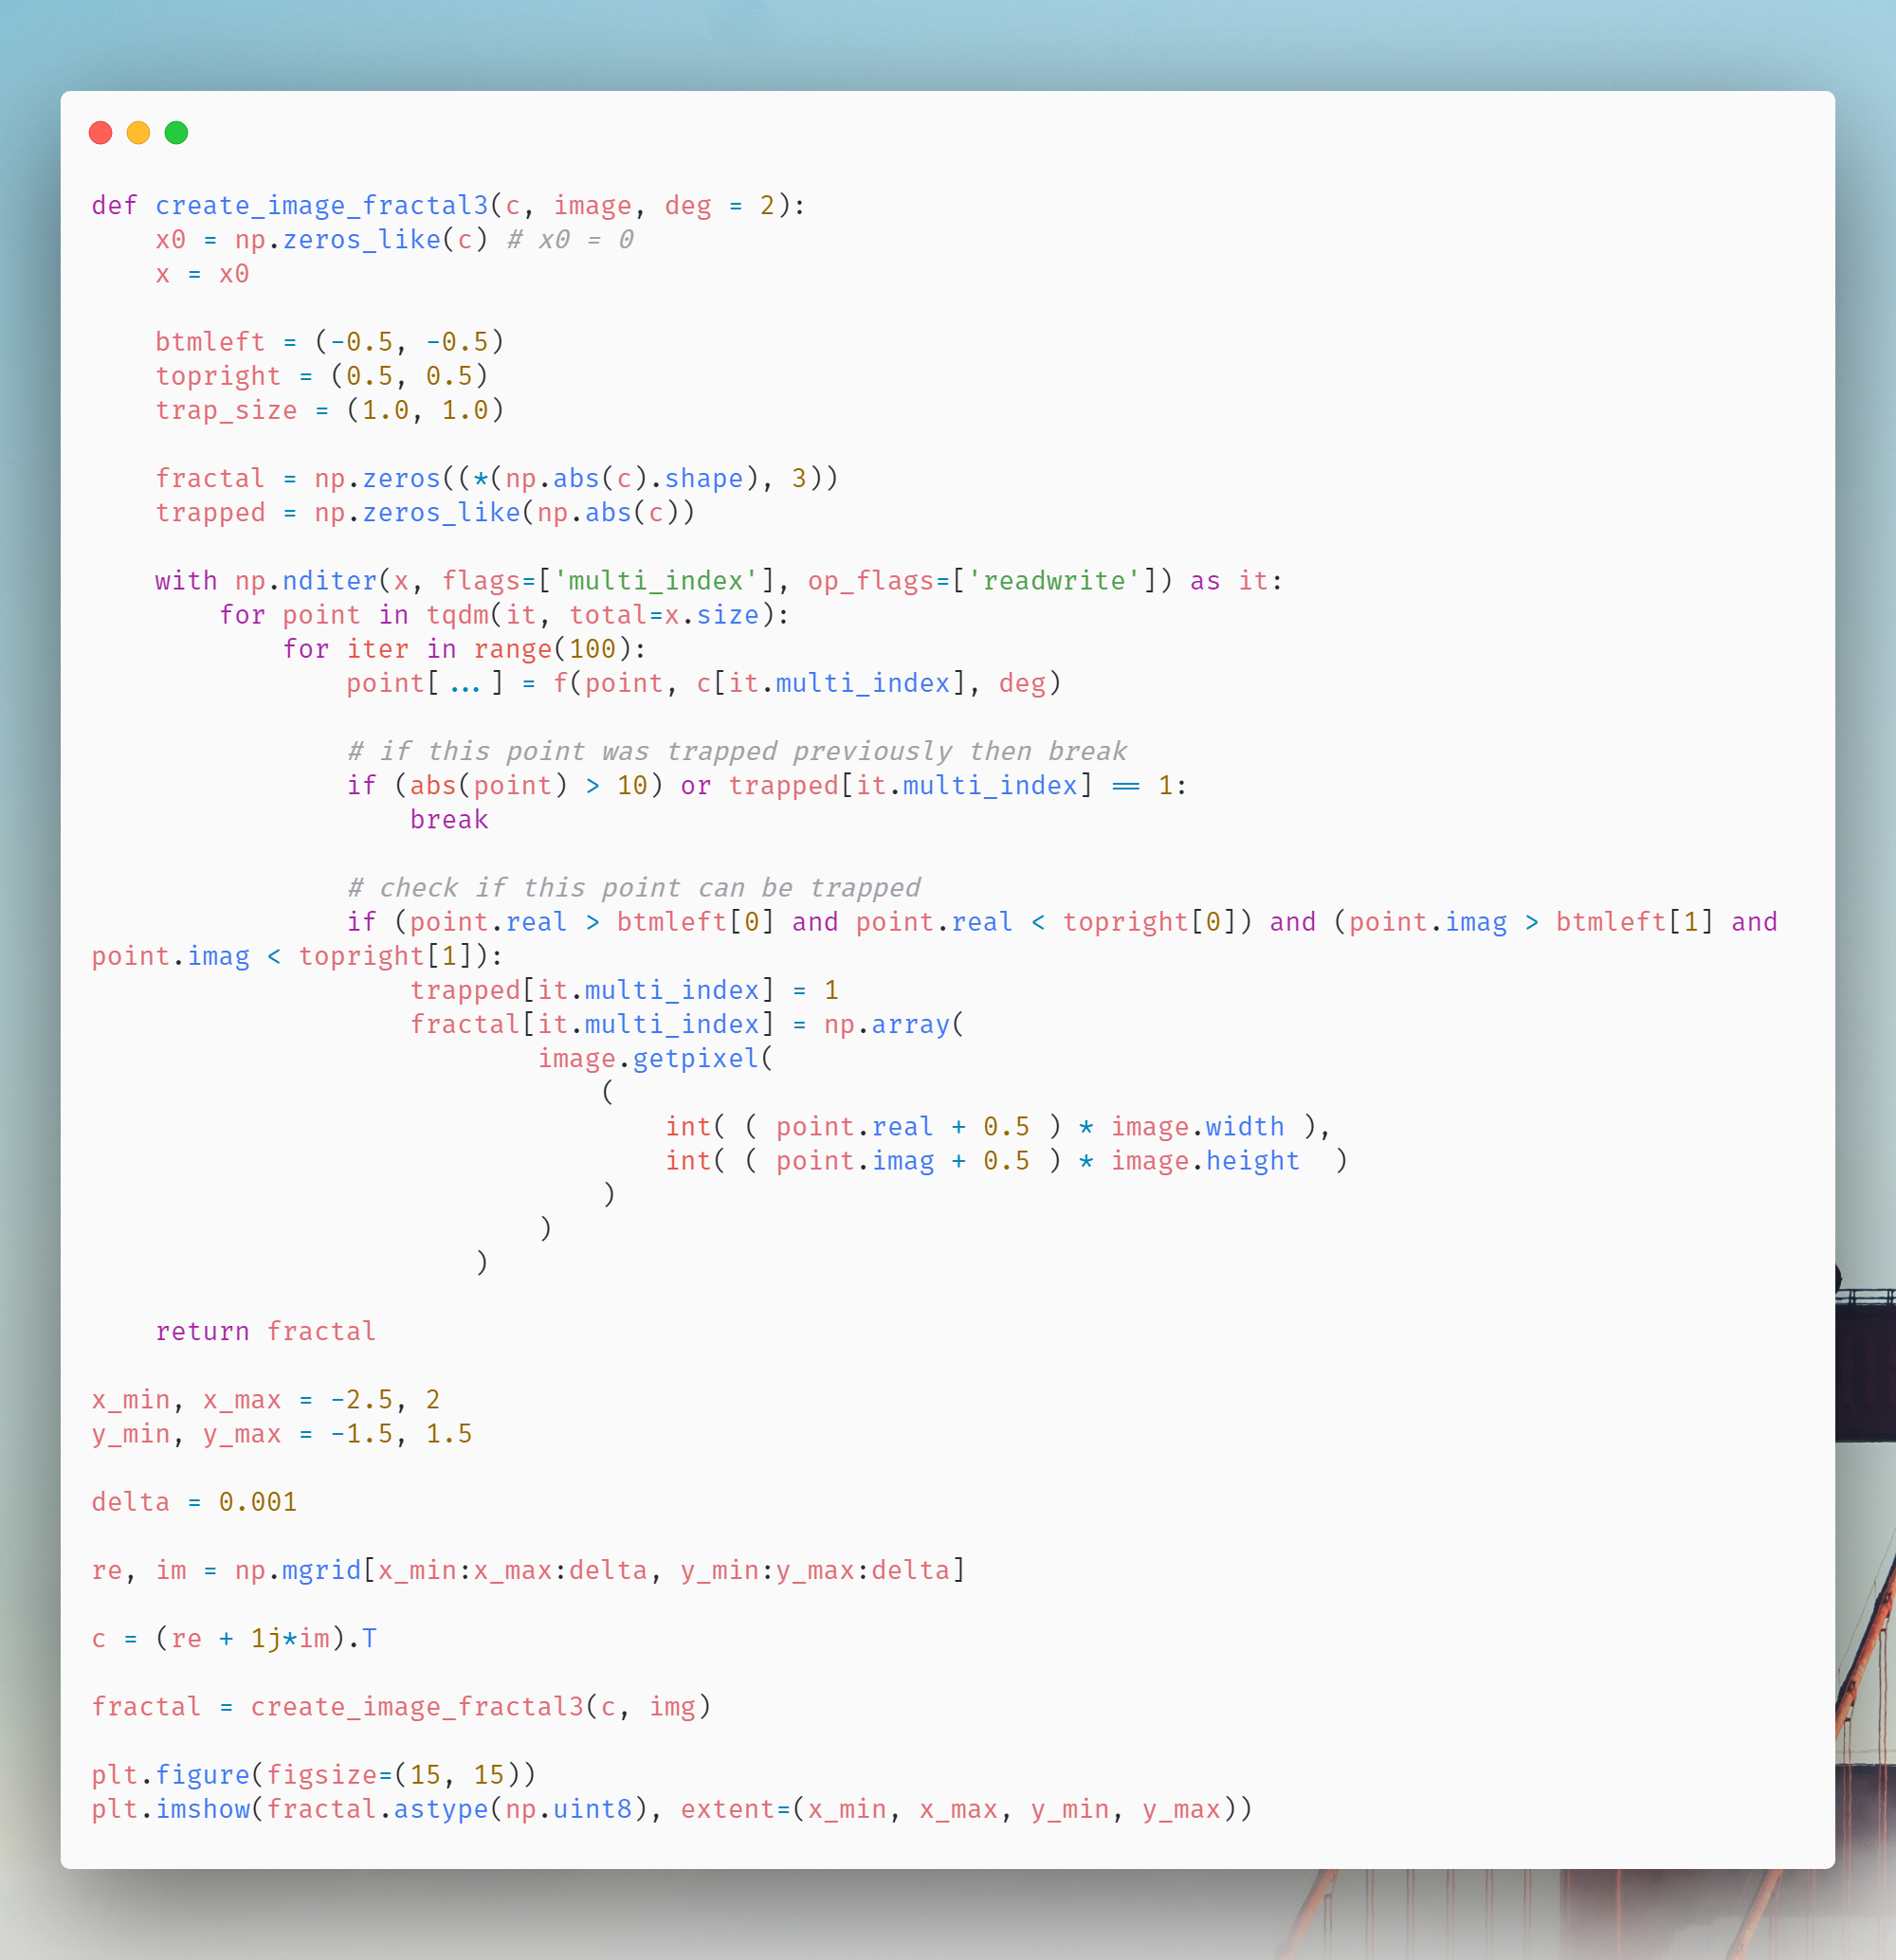 def create_image_fractal3(c, image, deg = 2):
    x0 = np.zeros_like(c) # x0 = 0
    x = x0

    btmleft = (-0.5, -0.5)
    topright = (0.5, 0.5)
    trap_size = (1.0, 1.0)

    fractal = np.zeros((*(np.abs(c).shape), 3))
    trapped = np.zeros_like(np.abs(c))

    with np.nditer(x, flags=['multi_index'], op_flags=['readwrite']) as it:
        for point in tqdm(it, total=x.size):
            for iter in range(100):
                point[...] = f(point, c[it.multi_index], deg)

                # if this point was trapped previously then break
                if (abs(point) > 10) or trapped[it.multi_index] == 1:
                    break

                # check if this point can be trapped
                if (point.real > btmleft[0] and point.real < topright[0]) and (point.imag > btmleft[1] and
point.imag < topright[1]):
                    trapped[it.multi_index] = 1
                    fractal[it.multi_index] = np.array(
                            image.getpixel(
                                (
                                    int( ( point.real + 0.5 ) * image.width ),
                                    int( ( point.imag + 0.5 ) * image.height  )
                                )
                            )
                        )

    return fractal

x_min, x_max = -2.5, 2
y_min, y_max = -1.5, 1.5

delta = 0.001

re, im = np.mgrid[x_min:x_max:delta, y_min:y_max:delta]

c = (re + 1j*im).T

fractal = create_image_fractal3(c, img)

plt.figure(figsize=(15, 15))
plt.imshow(fractal.astype(np.uint8), extent=(x_min, x_max, y_min, y_max))